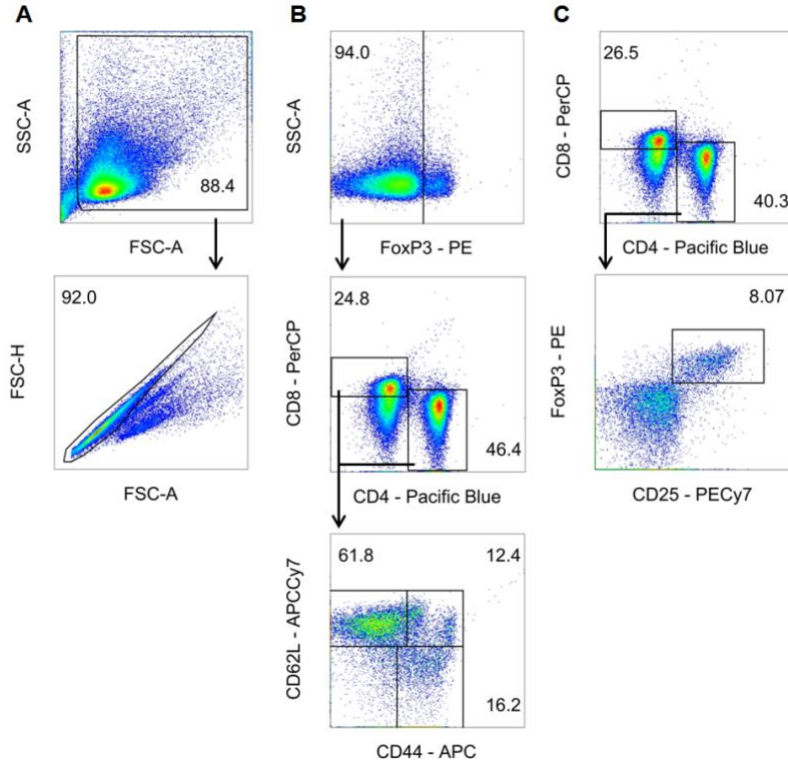 A
SSC-A
88.4
FSC-A
92.0
FSC-H
FSC-A
B
94.0
SSC-A
FoxP3 - PE
24.8
CD8 - PerCP
46.4
CD4 - Pacific Blue
61.8
12.4
CD62L - APCCy7
16.2
CD44 - APC
C
26.5
CD8 - PerCP
40.3
CD4 - Pacific Blue
8.07
FoxP3 - PE
CD25 - PECy7